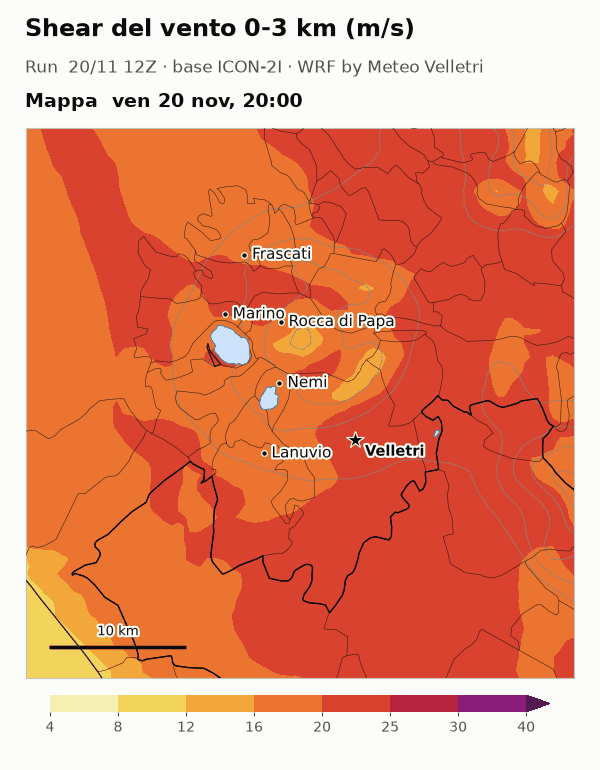 Shear del vento 0-3 km (m/s)
Run  20/11 12Z · base ICON-2I · WRF by Meteo Velletri
Mappa  ven 20 nov, 20:00
Frascati
Marino
Rocca di Papa
Nemi
Velletri
Lanuvio
10 km
4 8 12 16 20 25 30 40